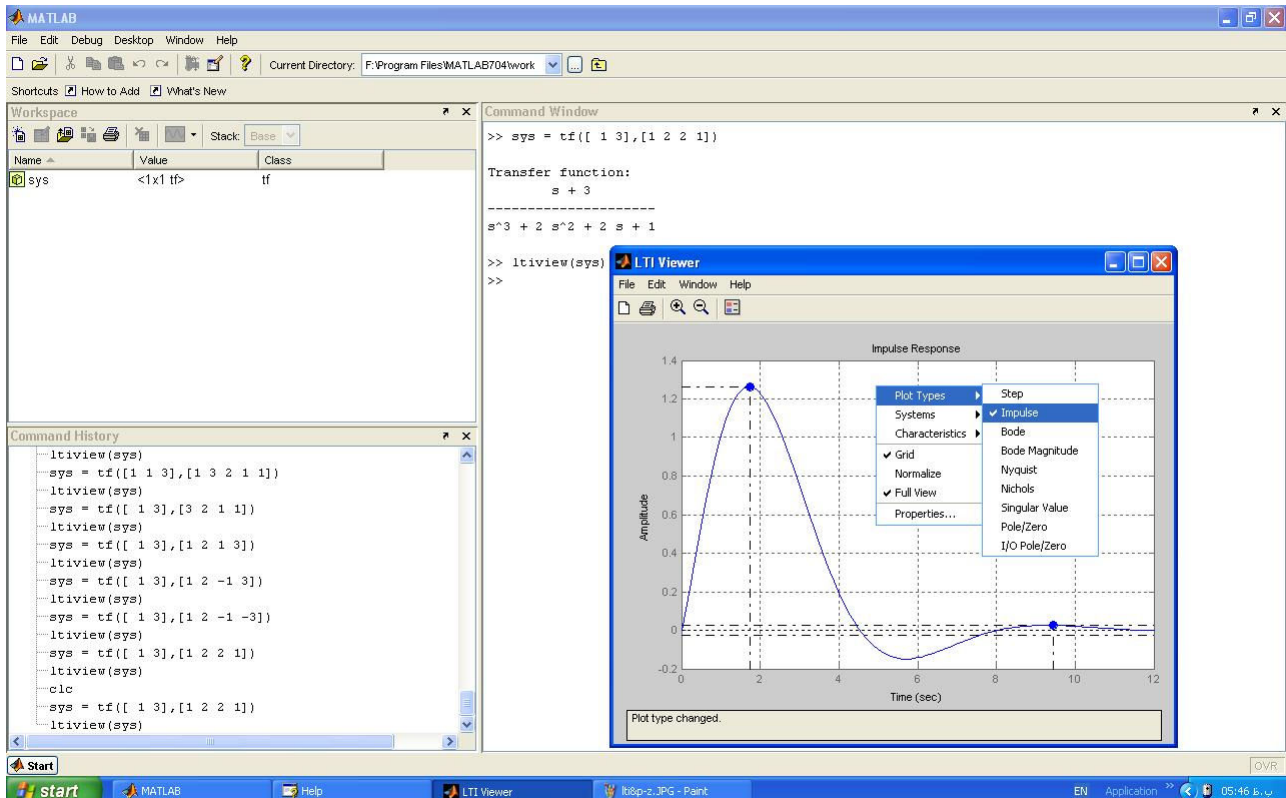 MATLAB
File Edit Debug Desktop Window Help
Current Directory: F:\Program Files\MATLAB704\work
Shortcuts How to Add What's New
Workspace
Stack: Base
Name Value Class
sys <1x1 tf> tf
Command History
ltiview(sys)
sys = tf([1 1 3],[1 3 2 1 1])
ltiview(sys)
sys = tf([ 1 3],[3 2 1 1])
ltiview(sys)
sys = tf([ 1 3],[1 2 1 3])
ltiview(sys)
sys = tf([ 1 3],[1 2 -1 3])
ltiview(sys)
sys = tf([ 1 3],[1 2 -1 -3])
ltiview(sys)
sys = tf([ 1 3],[1 2 2 1])
ltiview(sys)
clc
sys = tf([ 1 3],[1 2 2 1])
ltiview(sys)
Command Window
>> sys = tf([ 1 3],[1 2 2 1])
Transfer function:
s + 3
---------------------
s^3 + 2 s^2 + 2 s + 1
>> ltiview(sys)
>>
LTI Viewer
File Edit Window Help
Impulse Response
1.4
1.2
1
0.8
0.6
0.4
0.2
0
-0.2
Amplitude
0 2 4 6 8 10 12
Time (sec)
Plot Types
Systems
Characteristics
Grid
Normalize
Full View
Properties...
Step
Impulse
Bode
Bode Magnitude
Nyquist
Nichols
Singular Value
Pole/Zero
I/O Pole/Zero
Plot type changed.
Start
OVR
start
MATLAB
Help
LTI Viewer
lti&p-z.JPG - Paint
EN
Application
05:46 ب.ظ